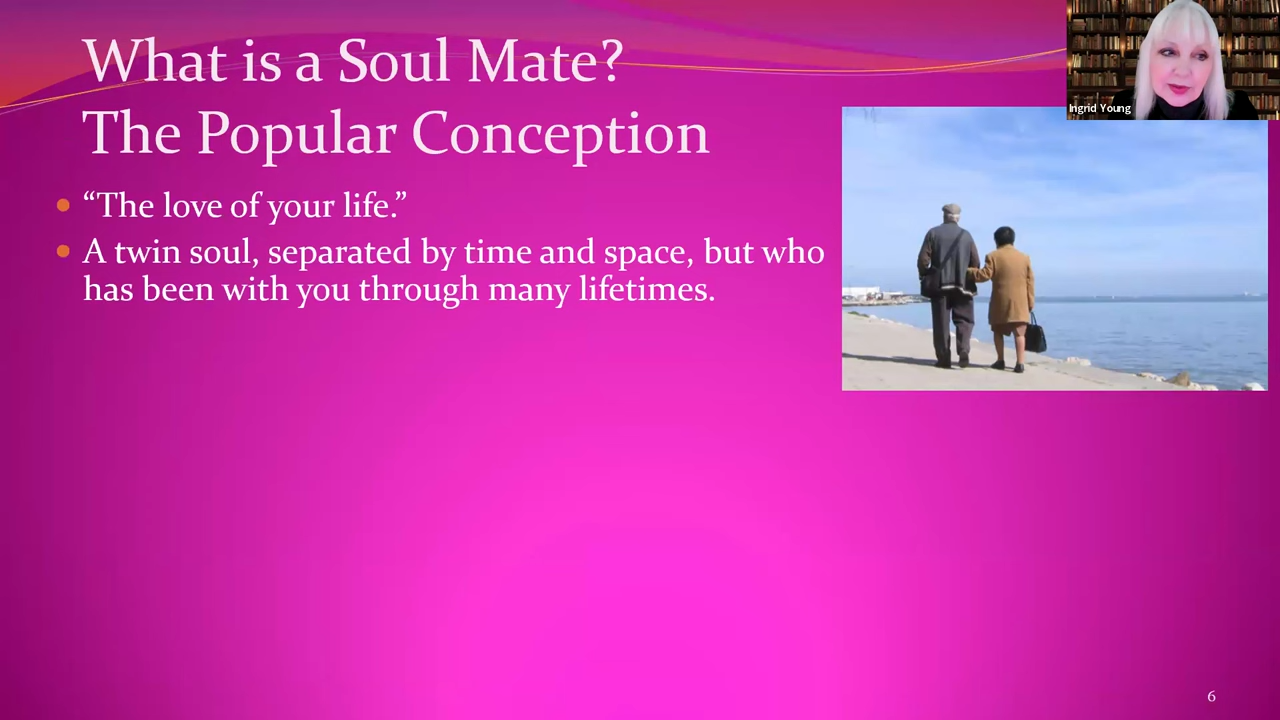 What is a Soul Mate?
The Popular Conception
Ingrid Young
“The love of your life.”
A twin soul, separated by time and space, but who
has been with you through many lifetimes.
6